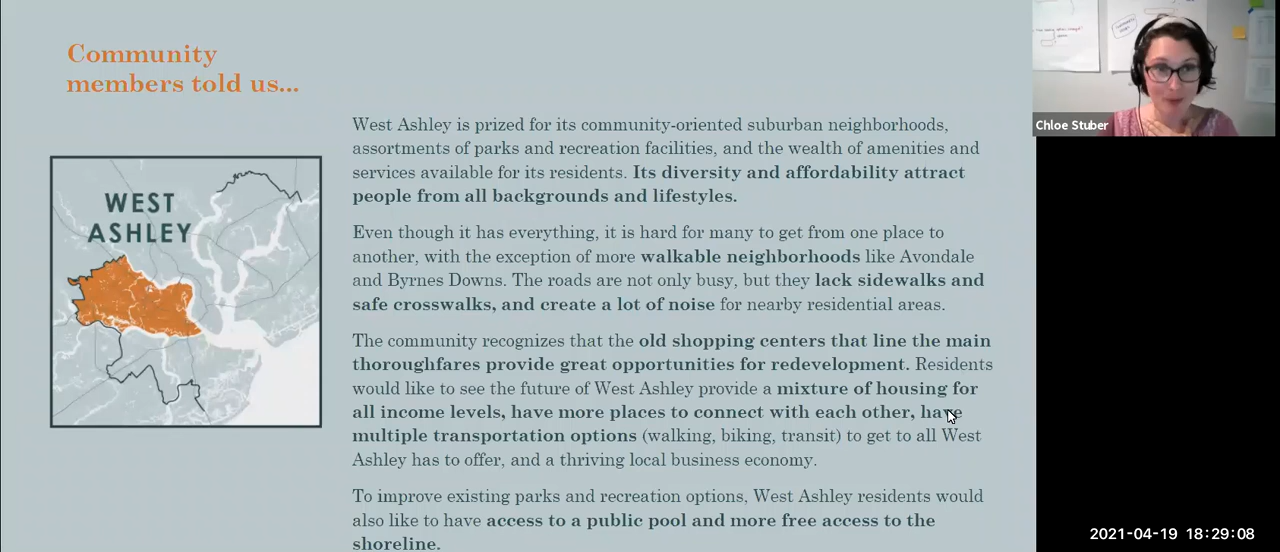 Community
members told us...
WEST
ASHLEY
West Ashley is prized for its community-oriented suburban neighborhoods,
assortments of parks and recreation facilities, and the wealth of amenities and
services available for its residents. Its diversity and affordability attract
people from all backgrounds and lifestyles.
Even though it has everything, it is hard for many to get from one place to
another, with the exception of more walkable neighborhoods like Avondale
and Byrnes Downs. The roads are not only busy, but they lack sidewalks and
safe crosswalks, and create a lot of noise for nearby residential areas.
The community recognizes that the old shopping centers that line the main
thoroughfares provide great opportunities for redevelopment. Residents
would like to see the future of West Ashley provide a mixture of housing for
all income levels, have more places to connect with each other, have
multiple transportation options (walking, biking, transit) to get to all West
Ashley has to offer, and a thriving local business economy.
To improve existing parks and recreation options, West Ashley residents would
also like to have access to a public pool and more free access to the
shoreline.
Chloe Stuber
2021-04-19 18:29:08